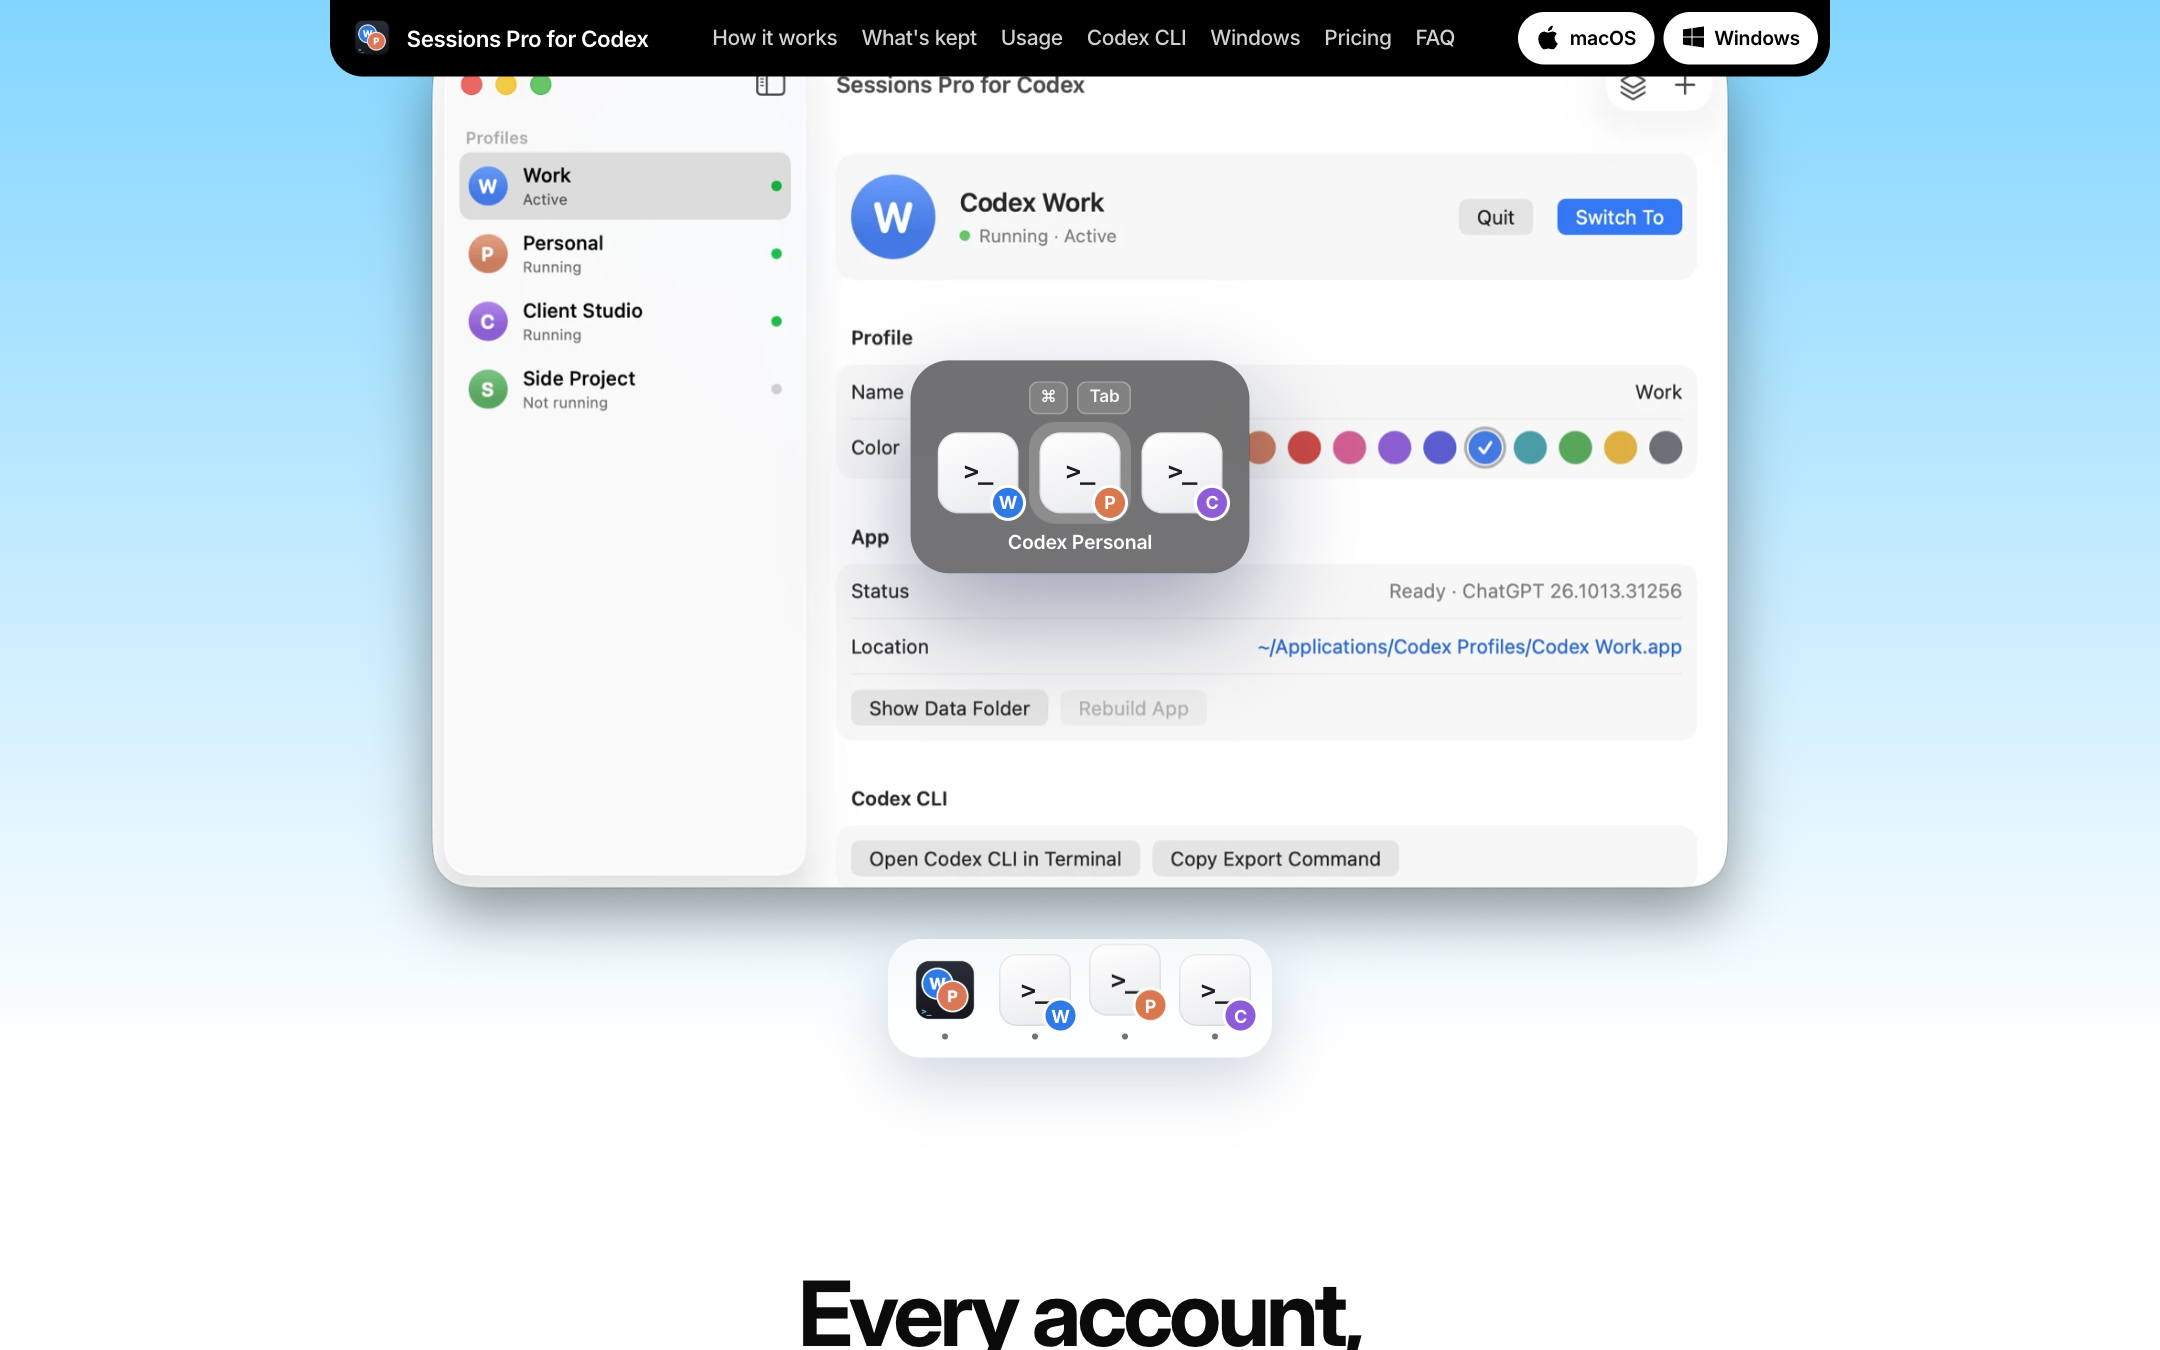 Sessions Pro for Codex
How it works
What's kept
Usage
Codex CLI
Windows
Pricing
FAQ
macOS
Windows
Sessions Pro for Codex
Profiles
W
Work
Active
P
Personal
Running
C
Client Studio
Running
S
Side Project
Not running
W
Codex Work
Running · Active
Quit
Switch To
Profile
Name
Work
Color
⌘
Tab
>_
W
>_
P
>_
C
Codex Personal
App
Status
Ready · ChatGPT 26.1013.31256
Location
~/Applications/Codex Profiles/Codex Work.app
Show Data Folder
Rebuild App
Codex CLI
Open Codex CLI in Terminal
Copy Export Command
W
P
>_
>_
W
>_
P
>_
C
Every account,